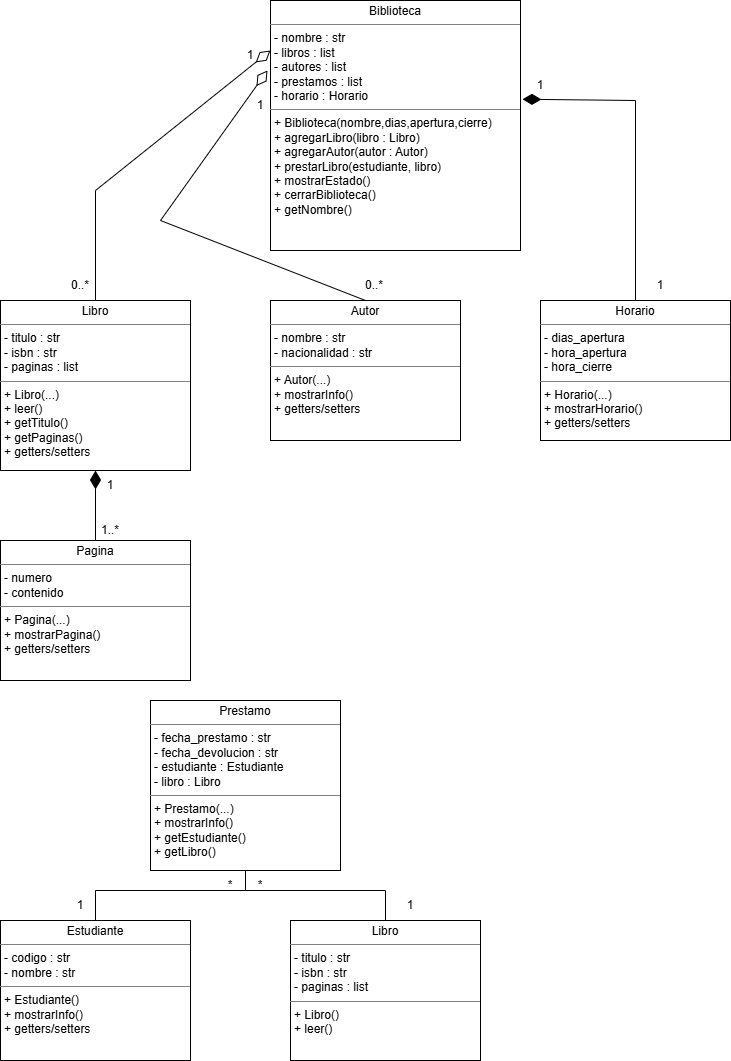 Biblioteca
- nombre : str
- libros : list
- autores : list
- prestamos : list
- horario : Horario
+ Biblioteca(nombre,dias,apertura,cierre)
+ agregarLibro(libro : Libro)
+ agregarAutor(autor : Autor)
+ prestarLibro(estudiante, libro)
+ mostrarEstado()
+ cerrarBiblioteca()
+ getNombre()
1
1
1
0..*
0..*
1
Libro
- titulo : str
- isbn : str
- paginas : list
+ Libro(...)
+ leer()
+ getTitulo()
+ getPaginas()
+ getters/setters
Autor
- nombre : str
- nacionalidad : str
+ Autor(...)
+ mostrarInfo()
+ getters/setters
Horario
- dias_apertura
- hora_apertura
- hora_cierre
+ Horario(...)
+ mostrarHorario()
+ getters/setters
1
1..*
Pagina
- numero
- contenido
+ Pagina(...)
+ mostrarPagina()
+ getters/setters
Prestamo
- fecha_prestamo : str
- fecha_devolucion : str
- estudiante : Estudiante
- libro : Libro
+ Prestamo(...)
+ mostrarInfo()
+ getEstudiante()
+ getLibro()
*
*
1
1
Estudiante
- codigo : str
- nombre : str
+ Estudiante()
+ mostrarInfo()
+ getters/setters
Libro
- titulo : str
- isbn : str
- paginas : list
+ Libro()
+ leer()